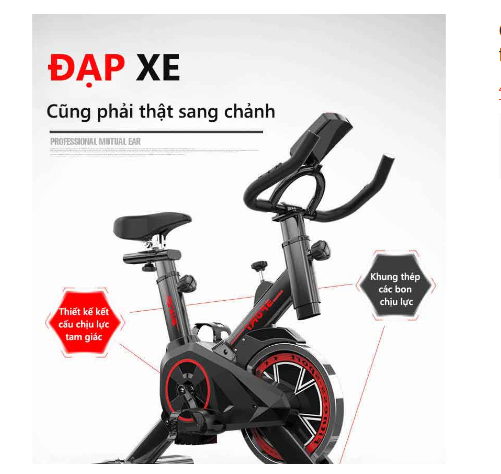 ĐẠP XE
Cũng phải thật sang chảnh
PROFESSIONAL MUTUAL EAR
Khung thép
các bon
chịu lực
Thiết kế kết
cấu chịu lực
tam giác